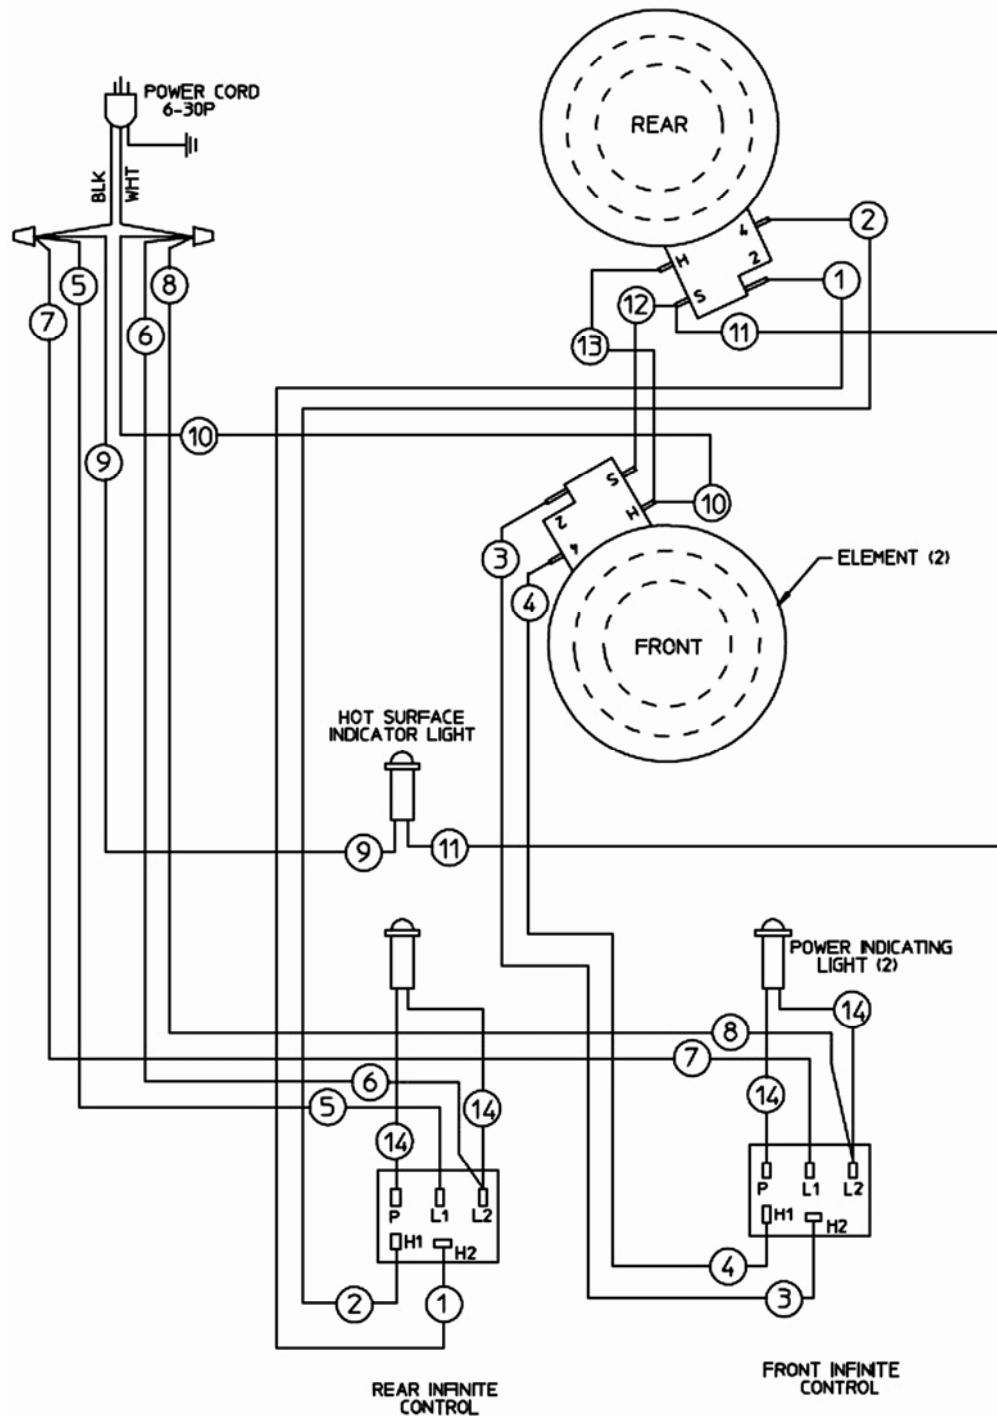 POWER CORD
6-30P
BLK
WHT
REAR
4
2
H
S
2
1
12
11
13
5
8
7
6
10
9
S
H
2
4
10
3
4
ELEMENT (2)
FRONT
HOT SURFACE
INDICATOR LIGHT
9
11
POWER INDICATING
LIGHT (2)
14
8
7
6
5
14
14
14
P
L1
L2
H1
H2
P
L1
L2
H1
H2
4
3
2
1
FRONT INFINITE
CONTROL
REAR INFINITE
CONTROL